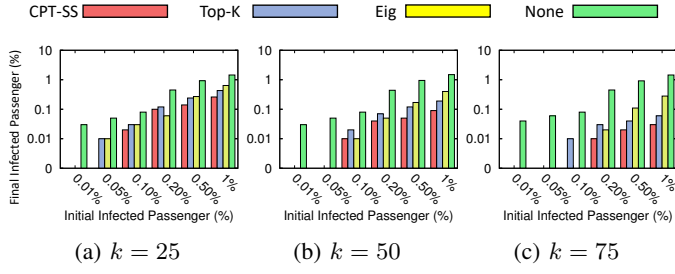 CPT-SS Top-K Eig None
Final Infected Passenger (%)
10
1
0.1
0.01
0
0.01% 0.05% 0.10% 0.20% 0.50% 1%
Initial Infected Passenger (%)
(a) k = 25
10
1
0.1
0.01
0
0.01% 0.05% 0.10% 0.20% 0.50% 1%
Initial Infected Passenger (%)
(b) k = 50
10
1
0.1
0.01
0
0.01% 0.05% 0.10% 0.20% 0.50% 1%
Initial Infected Passenger (%)
(c) k = 75